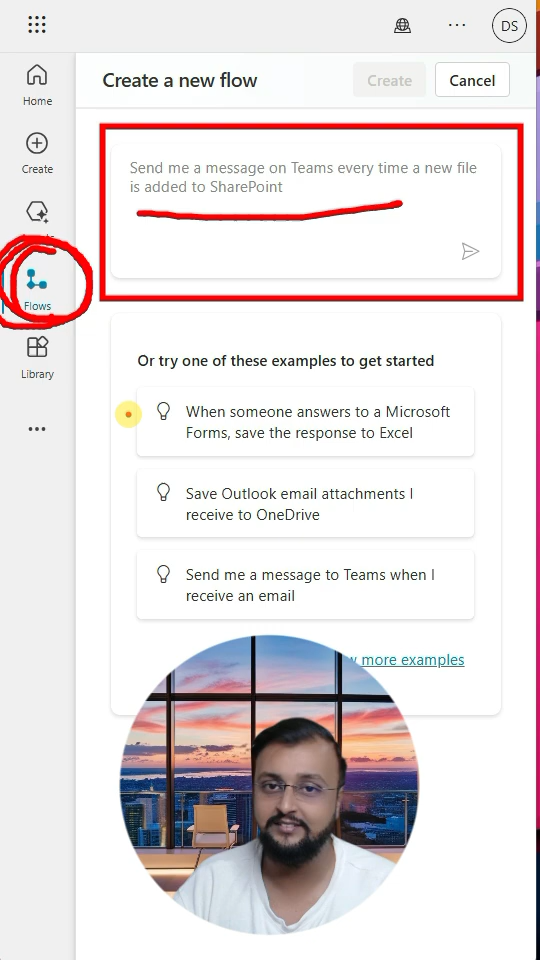 DS
Home
Create
Flows
Library
Create a new flow
Create
Cancel
Send me a message on Teams every time a new file
is added to SharePoint
Or try one of these examples to get started
When someone answers to a Microsoft
Forms, save the response to Excel
Save Outlook email attachments I
receive to OneDrive
Send me a message to Teams when I
receive an email
more examples